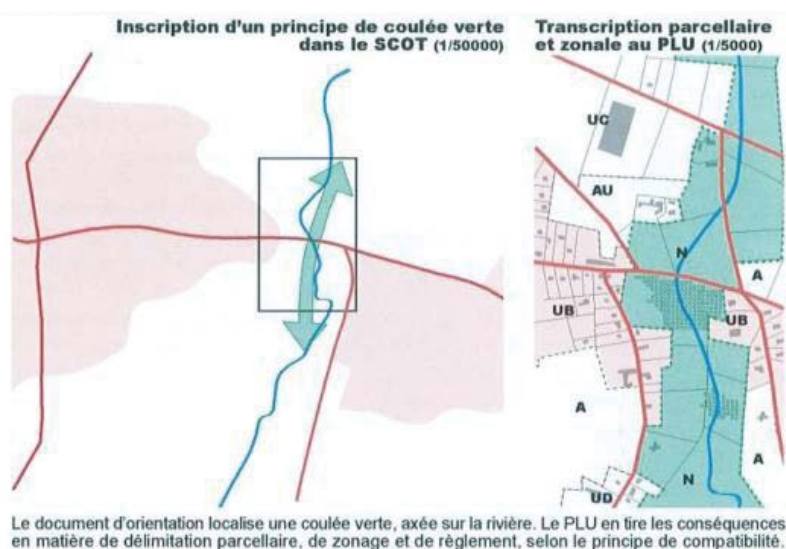 Inscription d'un principe de coulée verte
dans le SCOT (1/50000)
Transcription parcellaire
et zonale au PLU (1/5000)
UC
AU
N
A
UB
UB
A
A
N
UD
Le document d'orientation localise une coulée verte, axée sur la rivière. Le PLU en tire les conséquences
en matière de délimitation parcellaire, de zonage et de règlement, selon le principe de compatibilité.